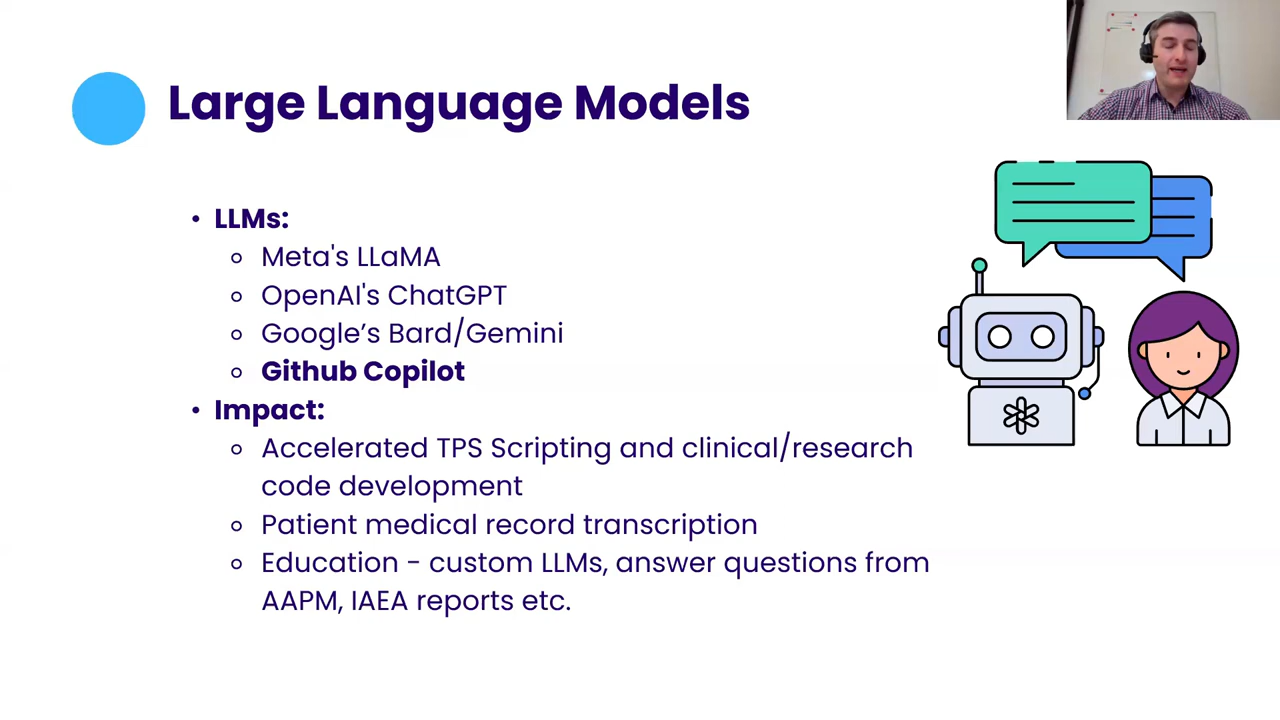 Large Language Models
• LLMs:
○ Meta's LLaMA
○ OpenAI's ChatGPT
○ Google’s Bard/Gemini
○ Github Copilot
• Impact:
○ Accelerated TPS Scripting and clinical/research
code development
○ Patient medical record transcription
○ Education - custom LLMs, answer questions from
AAPM, IAEA reports etc.